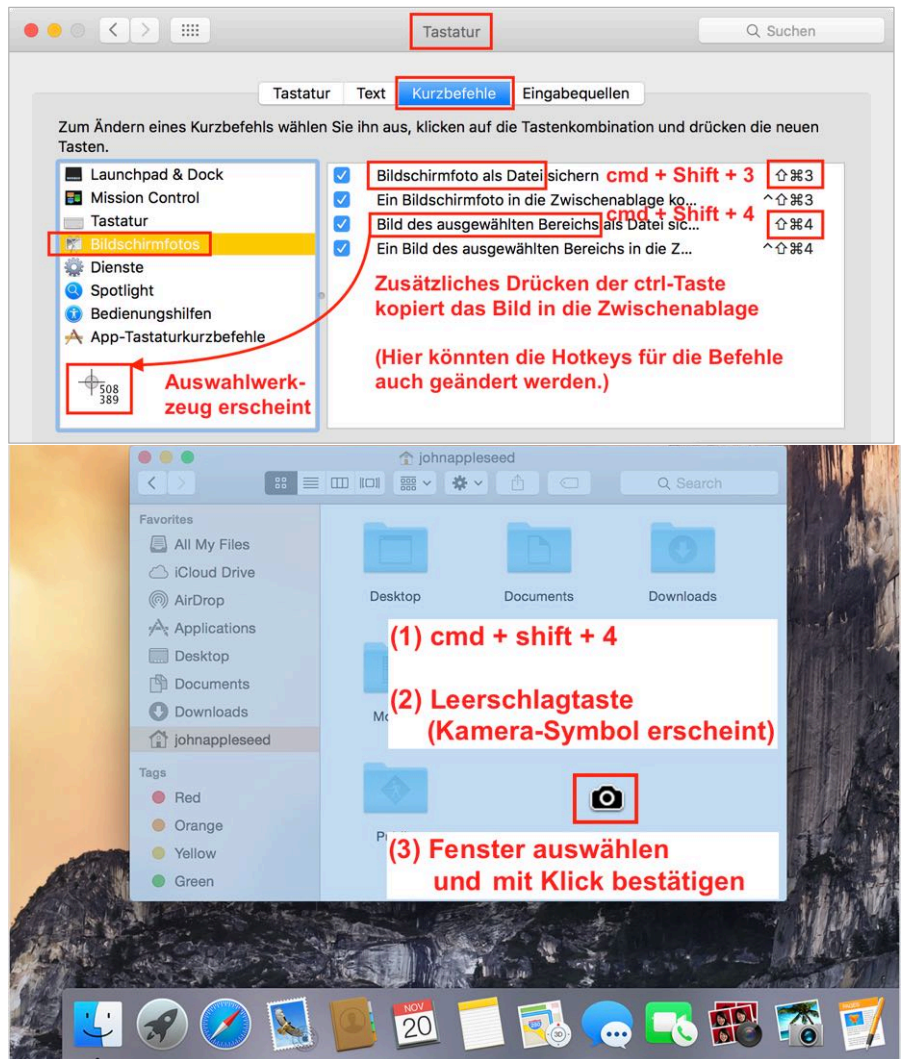 Tastatur
Suchen
Tastatur Text Kurzbefehle Eingabequellen
Zum Ändern eines Kurzbefehls wählen Sie ihn aus, klicken auf die Tastenkombination und drücken die neuen
Tasten.
Launchpad & Dock
Mission Control
Tastatur
Bildschirmfotos
Dienste
Spotlight
Bedienungshilfen
App-Tastaturkurzbefehle
508
389
Auswahlwerk-
zeug erscheint
Bildschirmfoto als Datei sichern cmd + Shift + 3 ⇧⌘3
Ein Bildschirmfoto in die Zwischenablage ko... ^⇧⌘3
cmd + Shift + 4
Bild des ausgewählten Bereichs als Datei sic... ⇧⌘4
Ein Bild des ausgewählten Bereichs in die Z... ^⇧⌘4
Zusätzliches Drücken der ctrl-Taste
kopiert das Bild in die Zwischenablage
(Hier könnten die Hotkeys für die Befehle
auch geändert werden.)
johnappleseed
Search
Favorites
All My Files
iCloud Drive
AirDrop
Applications
Desktop
Documents
Downloads
johnappleseed
Tags
Red
Orange
Yellow
Green
Desktop Documents Downloads
(1) cmd + shift + 4
(2) Leerschlagtaste
(Kamera-Symbol erscheint)
(3) Fenster auswählen
und mit Klick bestätigen
NOV
20
PAGES